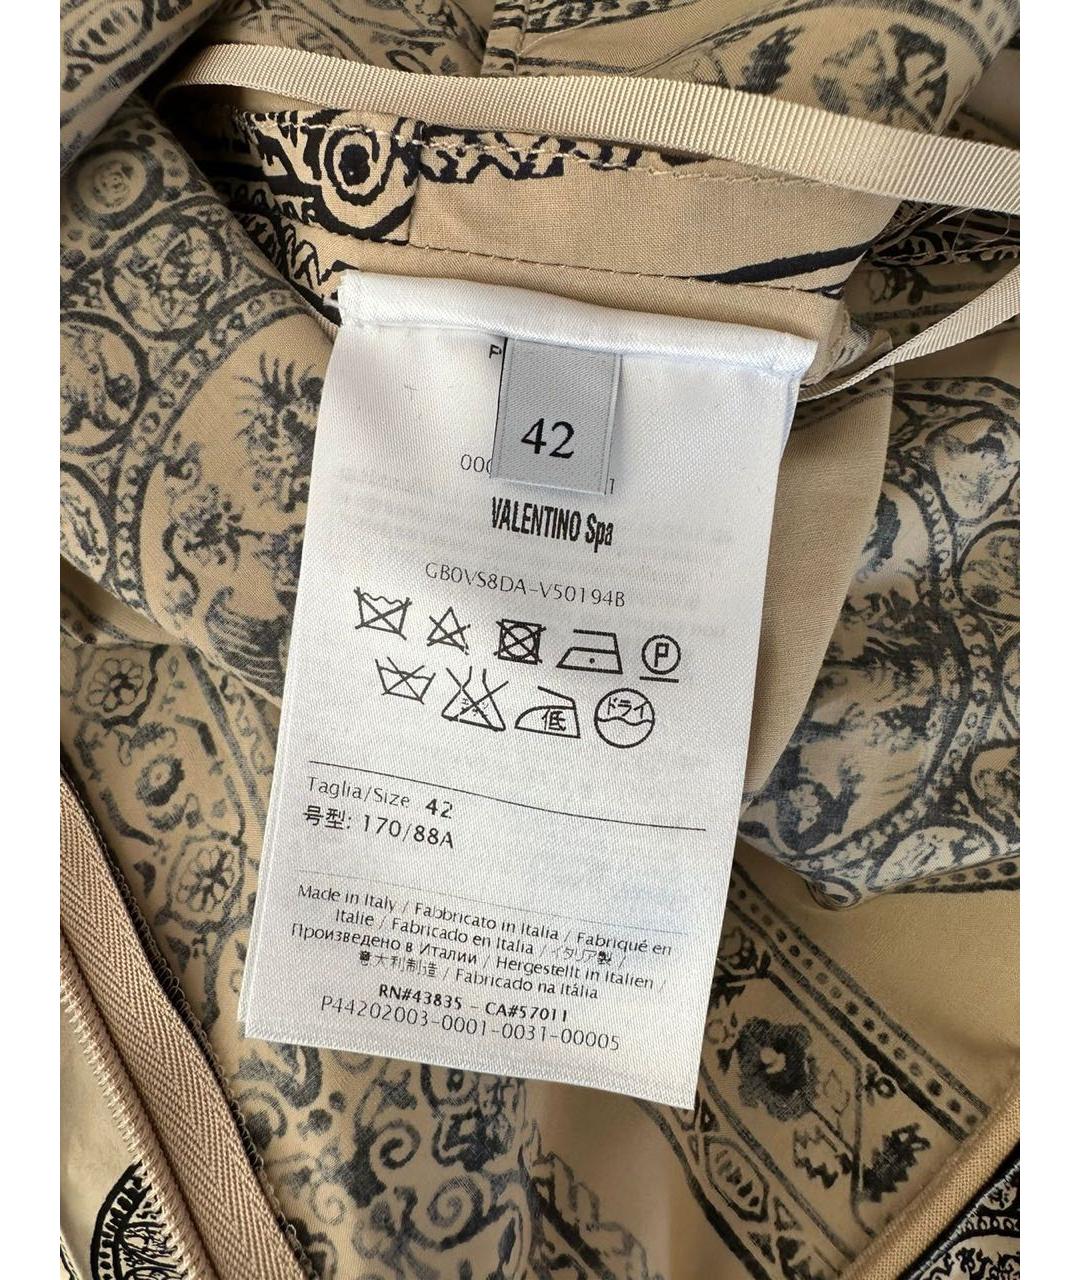 P
42
000
1
VALENTINO Spa
GB0VS8DA-V50194B
P
低
ドライ
Taglia/Size 42
号型: 170/88A
Made in Italy / Fabbricato in Italia / Fabriqué en
Italie / Fabricado en Italia / イタリア製 /
Произведено в Италии / Hergestellt in Italien /
意大利制造 / Fabricado na Itália
RN#43835 - CA#57011
P44202003-0001-0031-00005